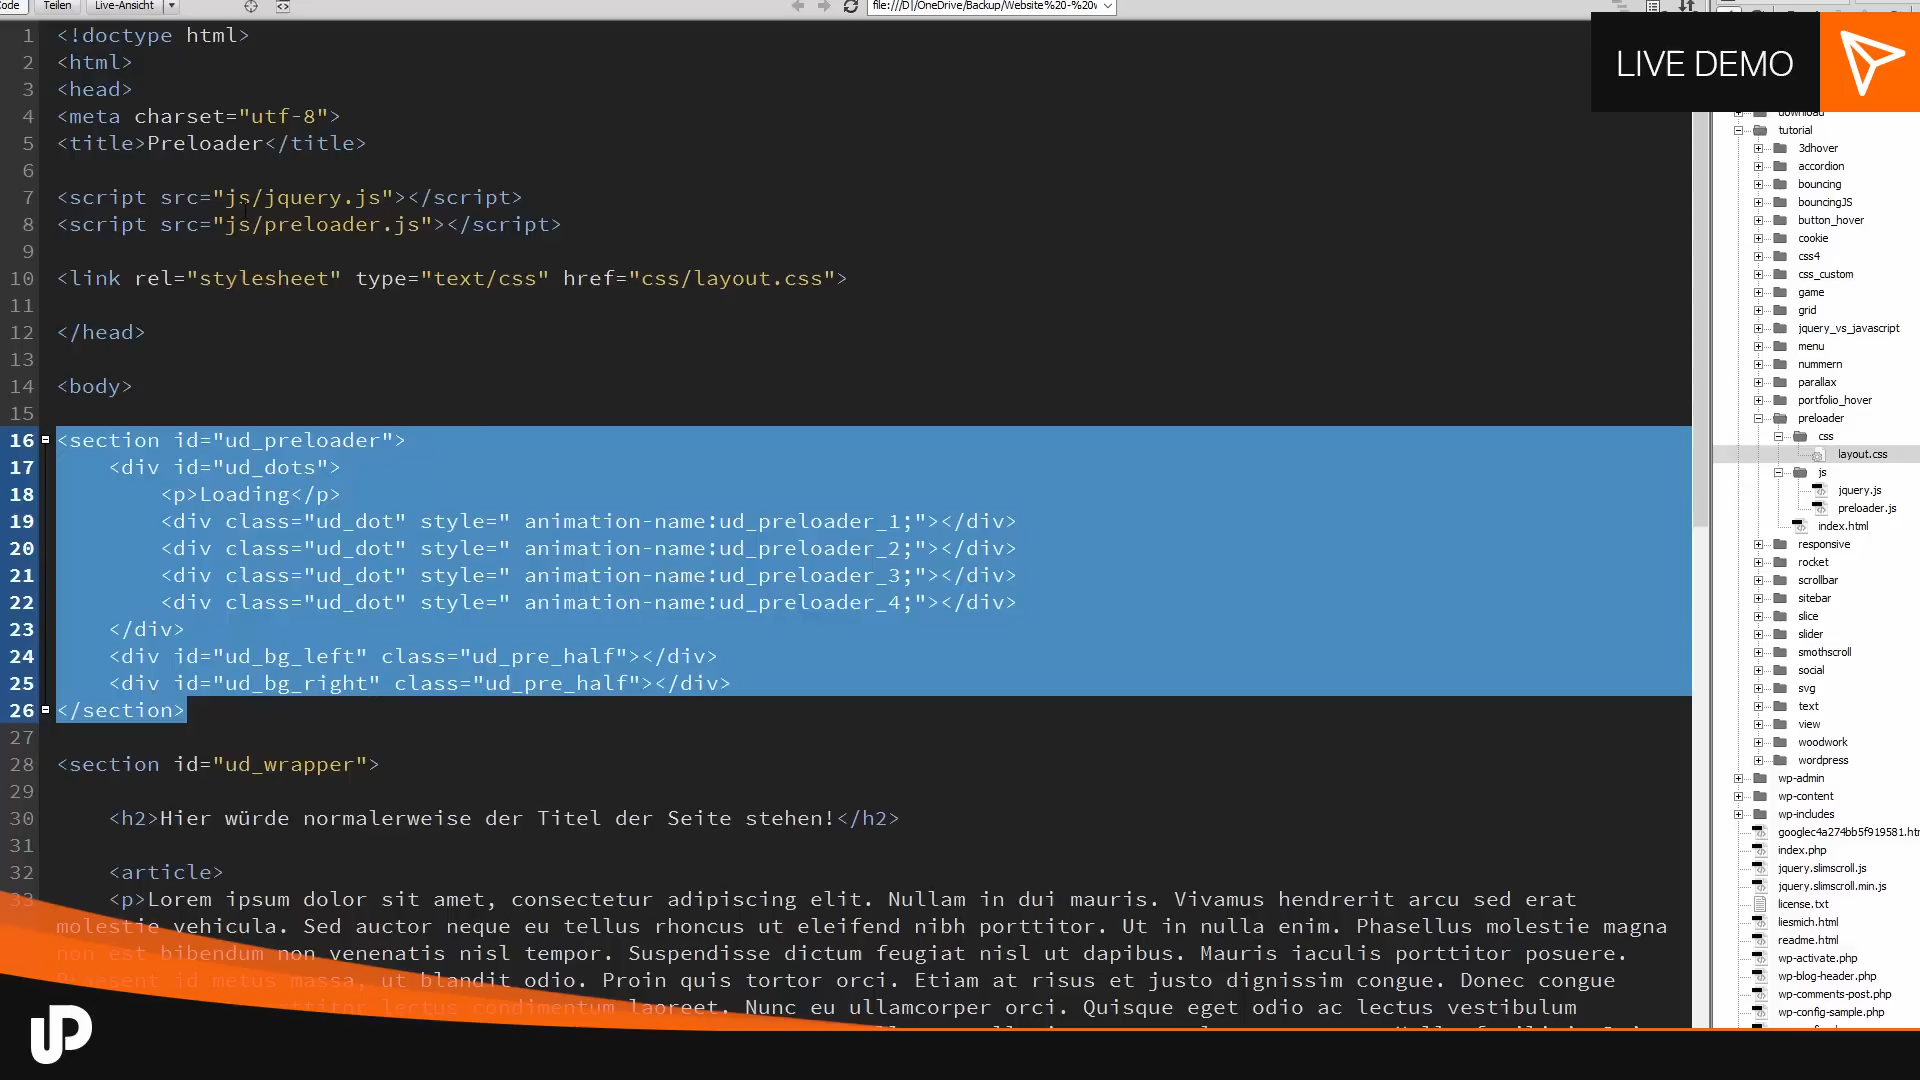 Code Teilen Live-Ansicht
file:///D|/OneDrive/Backup/Website%20-%20w
LIVE DEMO
1 <!doctype html>
2 <html>
3 <head>
4 <meta charset="utf-8">
5 <title>Preloader</title>
6
7 <script src="js/jquery.js"></script>
8 <script src="js/preloader.js"></script>
9
10 <link rel="stylesheet" type="text/css" href="css/layout.css">
11
12 </head>
13
14 <body>
15
16 <section id="ud_preloader">
17 <div id="ud_dots">
18 <p>Loading</p>
19 <div class="ud_dot" style=" animation-name:ud_preloader_1;"></div>
20 <div class="ud_dot" style=" animation-name:ud_preloader_2;"></div>
21 <div class="ud_dot" style=" animation-name:ud_preloader_3;"></div>
22 <div class="ud_dot" style=" animation-name:ud_preloader_4;"></div>
23 </div>
24 <div id="ud_bg_left" class="ud_pre_half"></div>
25 <div id="ud_bg_right" class="ud_pre_half"></div>
26 </section>
27
28 <section id="ud_wrapper">
29
30 <h2>Hier würde normalerweise der Titel der Seite stehen!</h2>
31
32 <article>
33 <p>Lorem ipsum dolor sit amet, consectetur adipiscing elit. Nullam in dui mauris. Vivamus hendrerit arcu sed erat
molestie vehicula. Sed auctor neque eu tellus rhoncus ut eleifend nibh porttitor. Ut in nulla enim. Phasellus molestie magna
non est bibendum non venenatis nisl tempor. Suspendisse dictum feugiat nisl ut dapibus. Mauris iaculis porttitor posuere.
Praesent id metus massa, ut blandit odio. Proin quis tortor orci. Etiam at risus et justo dignissim congue. Donec congue
lectus condimentum laoreet. Nunc eu ullamcorper orci. Quisque eget odio ac lectus vestibulum
download
tutorial
3dhover
accordion
bouncing
bouncingJS
button_hover
cookie
css4
css_custom
game
grid
jquery_vs_javascript
menu
nummern
parallax
portfolio_hover
preloader
css
layout.css
js
jquery.js
preloader.js
index.html
responsive
rocket
scrollbar
sitebar
slice
slider
smothscroll
social
svg
text
view
woodwork
wordpress
wp-admin
wp-content
wp-includes
googlec4a274bb5f919581.htm
index.php
jquery.slimscroll.js
jquery.slimscroll.min.js
license.txt
liesmich.html
readme.html
wp-activate.php
wp-blog-header.php
wp-comments-post.php
wp-config-sample.php
UP